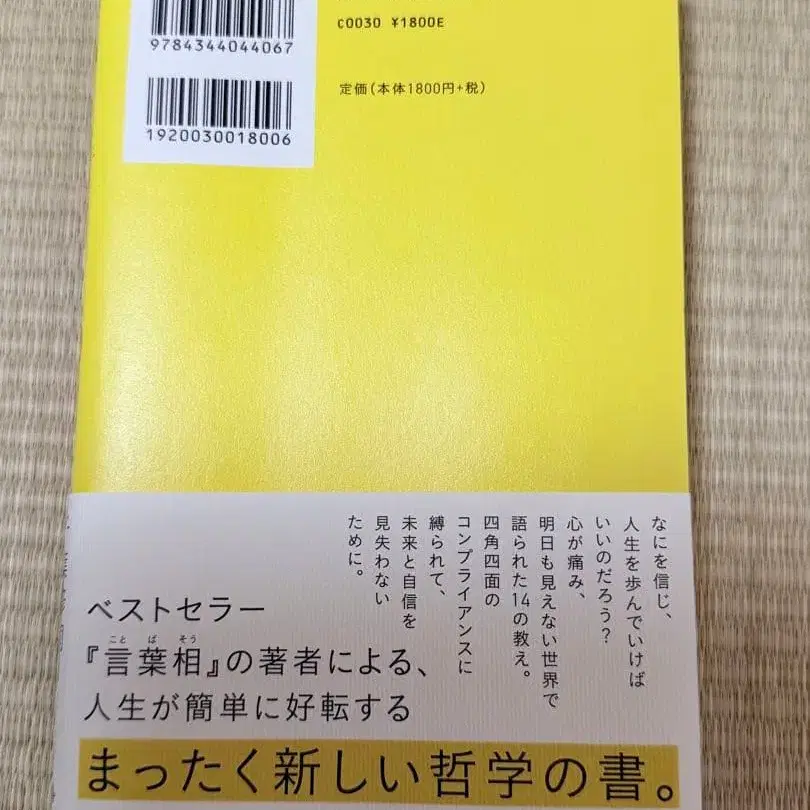 9784344044067
C0030 ¥1800E
定価(本体1800円+税)
1920030018006
なにを信じ、
人生を歩んでいけば
いいのだろう?
心が痛み、
明日も見えない世界で
語られた14の教え。
四角四面の
コンプライアンスに
縛られて、
未来と自信を
見失わない
ために。
ベストセラー
ことばそう
『言葉相』の著者による、
人生が簡単に好転する
まったく新しい哲学の書。